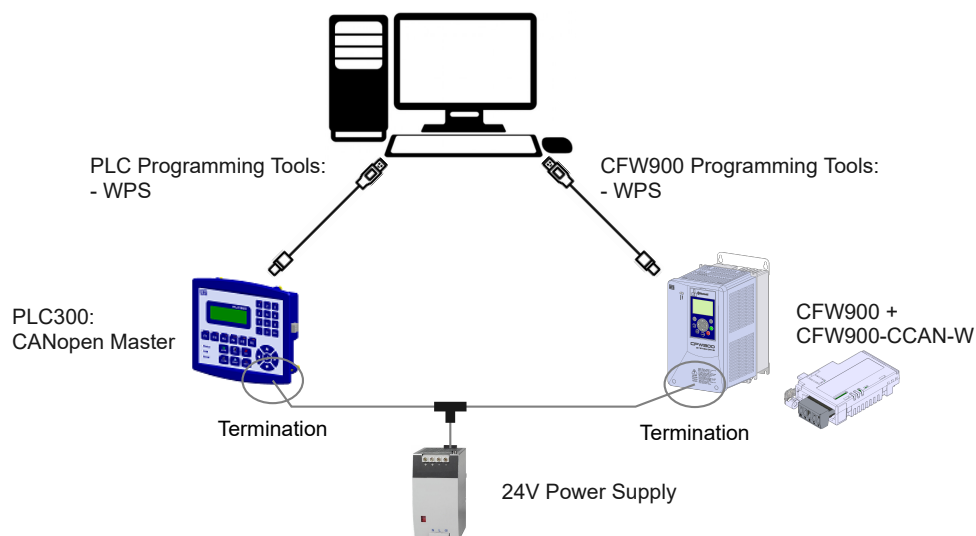 PLC Programming Tools:
- WPS
CFW900 Programming Tools:
- WPS
PLC300:
CANopen Master
CFW900
CFW900 +
CFW900-CCAN-W
Termination
Termination
24V Power Supply